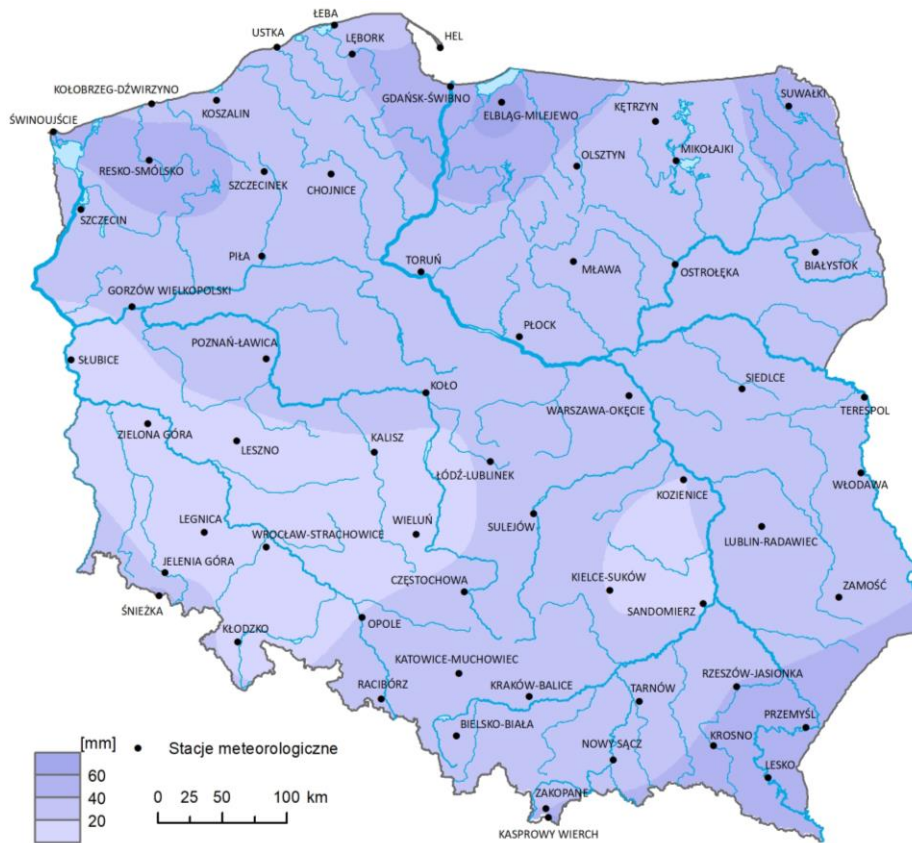 ŁEBA
USTKA
LĘBORK
HEL
KOŁOBRZEG-DŹWIRZYNO
KOSZALIN
GDAŃSK-ŚWIBNO
ELBLĄG-MILEJEWO
KĘTRZYN
SUWAŁKI
ŚWINOUJŚCIE
RESKO-SMÓLSKO
SZCZECINEK
CHOJNICE
OLSZTYN
MIKOŁAJKI
SZCZECIN
PIŁA
TORUŃ
MŁAWA
OSTROŁĘKA
BIAŁYSTOK
GORZÓW WIELKOPOLSKI
PŁOCK
SŁUBICE
POZNAŃ-ŁAWICA
KOŁO
WARSZAWA-OKĘCIE
SIEDLCE
TERESPOL
ZIELONA GÓRA
LESZNO
KALISZ
ŁÓDŹ-LUBLINEK
KOZIENICE
WŁODAWA
LEGNICA
WROCŁAW-STRACHOWICE
WIELUŃ
SULEJÓW
LUBLIN-RADAWIEC
JELENIA GÓRA
CZĘSTOCHOWA
KIELCE-SUKÓW
ZAMOŚĆ
ŚNIEŻKA
SANDOMIERZ
KŁODZKO
OPOLE
KATOWICE-MUCHOWIEC
RZESZÓW-JASIONKA
RACIBÓRZ
KRAKÓW-BALICE
TARNÓW
PRZEMYŚL
BIELSKO-BIAŁA
NOWY SĄCZ
KROSNO
LESKO
ZAKOPANE
KASPROWY WIERCH
[mm]
Stacje meteorologiczne
60
40
20
0 25 50 100 km